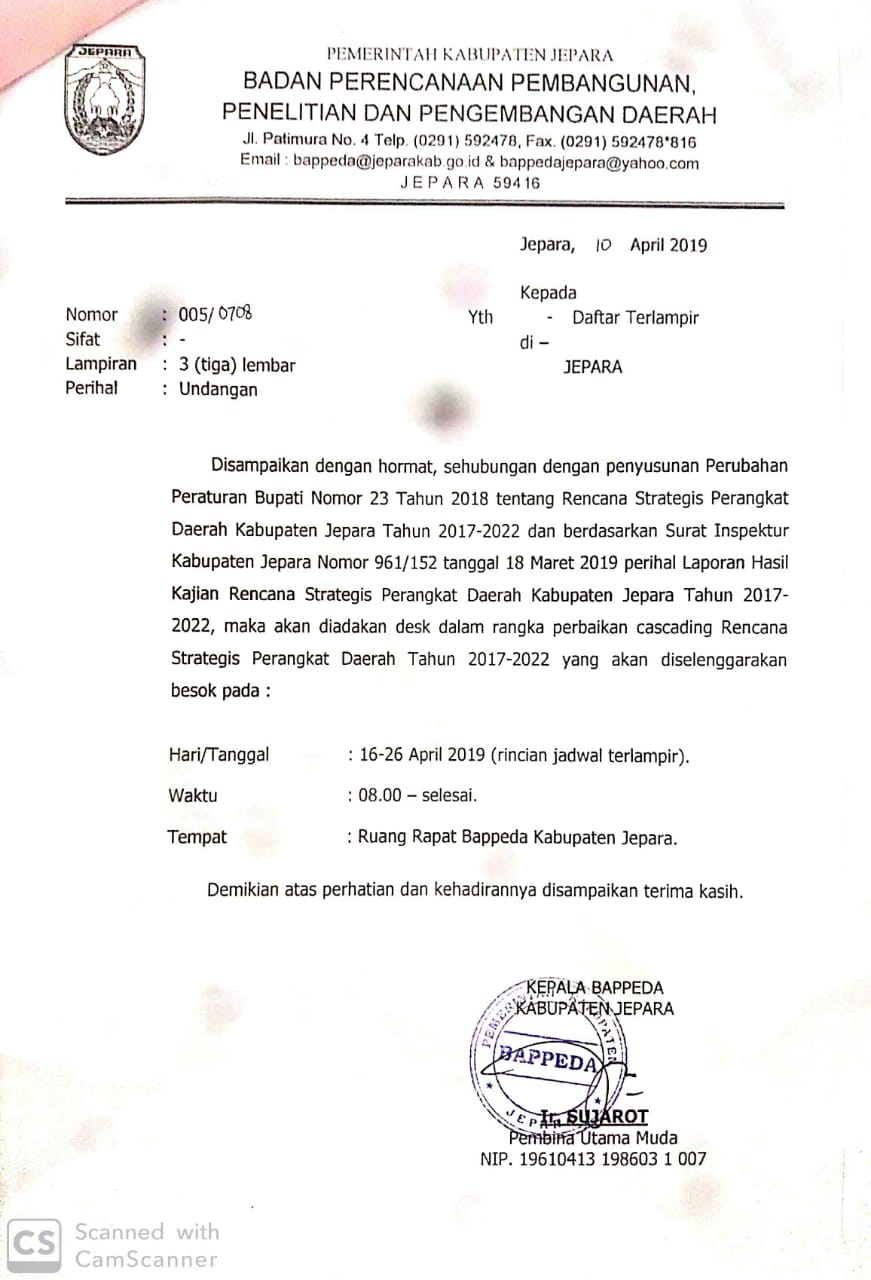 JEPARA
PEMERINTAH KABUPATEN JEPARA
BADAN PERENCANAAN PEMBANGUNAN,
PENELITIAN DAN PENGEMBANGAN DAERAH
Jl. Patimura No. 4 Telp. (0291) 592478, Fax. (0291) 592478*816
Email : bappeda@jeparakab.go.id & bappedajepara@yahoo.com
JEPARA 59416
Jepara, 10 April 2019
Kepada
Yth - Daftar Terlampir
di –
JEPARA
Nomor : 005/0708
Sifat : -
Lampiran : 3 (tiga) lembar
Perihal : Undangan
Disampaikan dengan hormat, sehubungan dengan penyusunan Perubahan
Peraturan Bupati Nomor 23 Tahun 2018 tentang Rencana Strategis Perangkat
Daerah Kabupaten Jepara Tahun 2017-2022 dan berdasarkan Surat Inspektur
Kabupaten Jepara Nomor 961/152 tanggal 18 Maret 2019 perihal Laporan Hasil
Kajian Rencana Strategis Perangkat Daerah Kabupaten Jepara Tahun 2017-
2022, maka akan diadakan desk dalam rangka perbaikan cascading Rencana
Strategis Perangkat Daerah Tahun 2017-2022 yang akan diselenggarakan
besok pada :
Hari/Tanggal : 16-26 April 2019 (rincian jadwal terlampir).
Waktu : 08.00 – selesai.
Tempat : Ruang Rapat Bappeda Kabupaten Jepara.
Demikian atas perhatian dan kehadirannya disampaikan terima kasih.
KEPALA BAPPEDA
KABUPATEN JEPARA
PEMERINTAH KABUPATEN
BAPPEDA
JEPARA
Ir. SUJAROT
Pembina Utama Muda
NIP. 19610413 198603 1 007
CS Scanned with
CamScanner